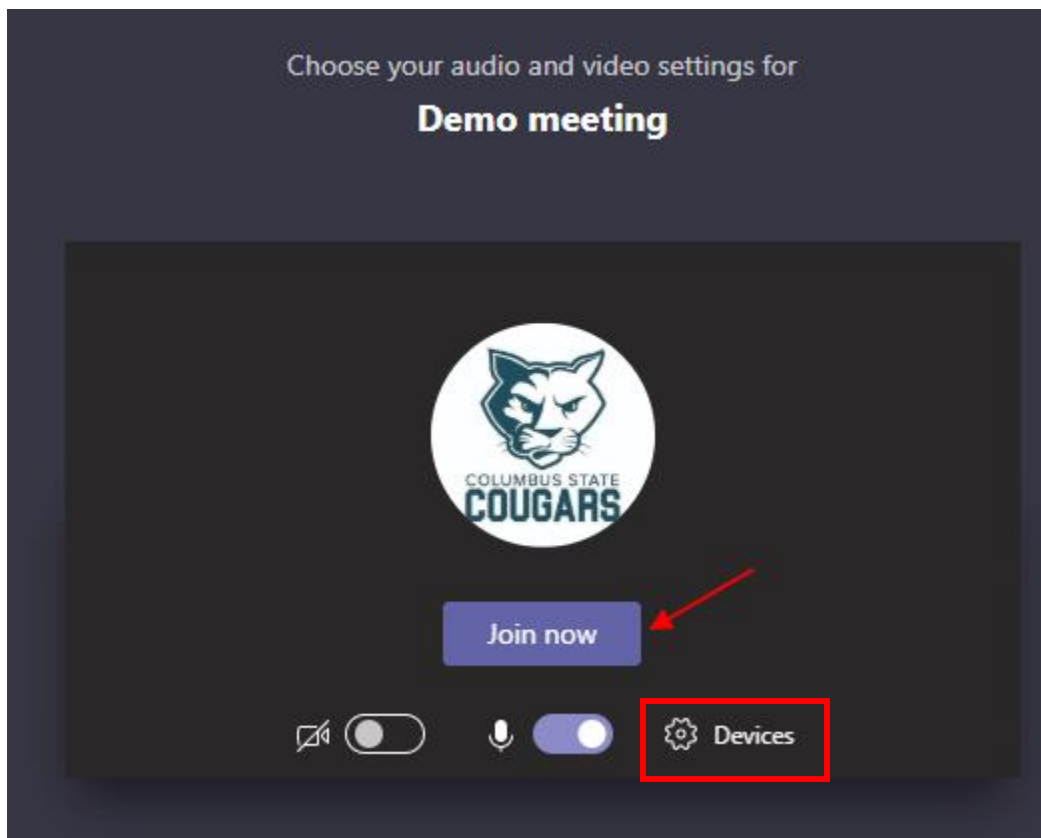 Choose your audio and video settings for
Demo meeting
COLUMBUS STATE
COUGARS
Join now
Devices